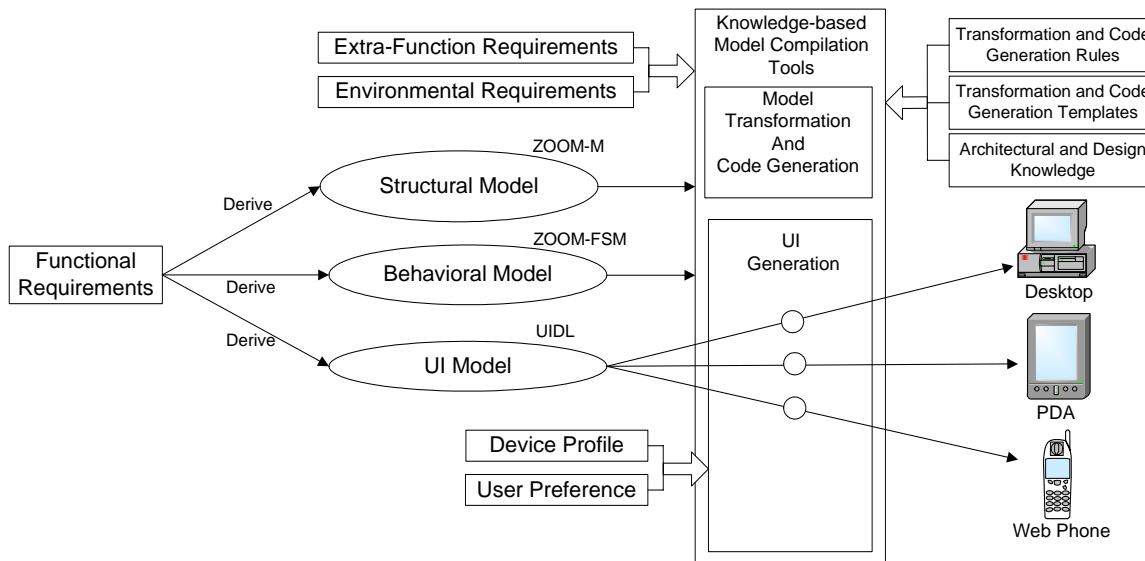 Extra-Function Requirements
Environmental Requirements
Knowledge-based
Model Compilation
Tools
Model
Transformation
And
Code Generation
Transformation and Code
Generation Rules
Transformation and Code
Generation Templates
Architectural and Design
Knowledge
ZOOM-M
Structural Model
Derive
ZOOM-FSM
Behavioral Model
Derive
Functional
Requirements
UIDL
UI Model
Derive
UI
Generation
Desktop
PDA
Web Phone
Device Profile
User Preference